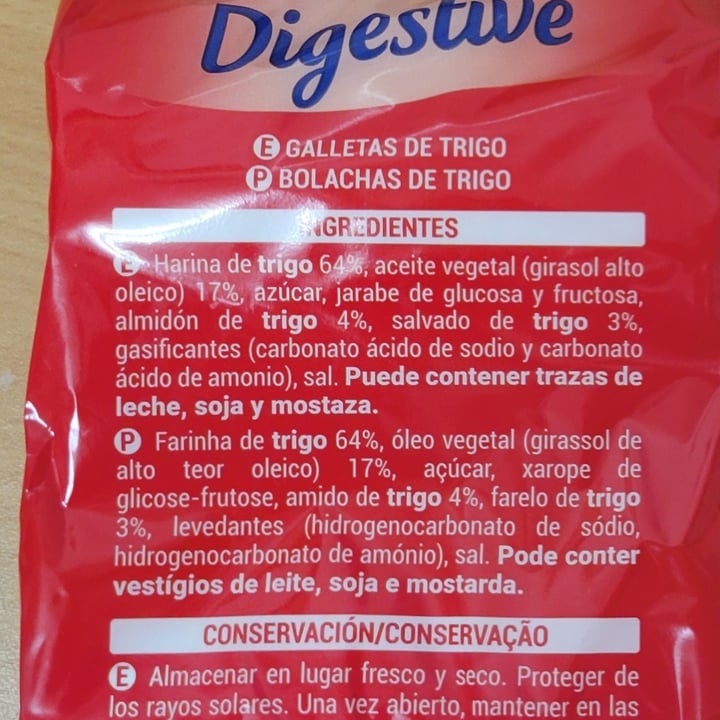 Digestive
E GALLETAS DE TRIGO
P BOLACHAS DE TRIGO
INGREDIENTES
E Harina de trigo 64%, aceite vegetal (girasol alto
oleico) 17%, azúcar, jarabe de glucosa y fructosa,
almidón de trigo 4%, salvado de trigo 3%,
gasificantes (carbonato ácido de sodio y carbonato
ácido de amonio), sal. Puede contener trazas de
leche, soja y mostaza.
P Farinha de trigo 64%, óleo vegetal (girassol de
alto teor oleico) 17%, açúcar, xarope de
glicose-frutose, amido de trigo 4%, farelo de trigo
3%, levedantes (hidrogenocarbonato de sódio,
hidrogenocarbonato de amónio), sal. Pode conter
vestígios de leite, soja e mostarda.
CONSERVACIÓN/CONSERVAÇÃO
E Almacenar en lugar fresco y seco. Proteger de
los rayos solares. Una vez abierto, mantener en las